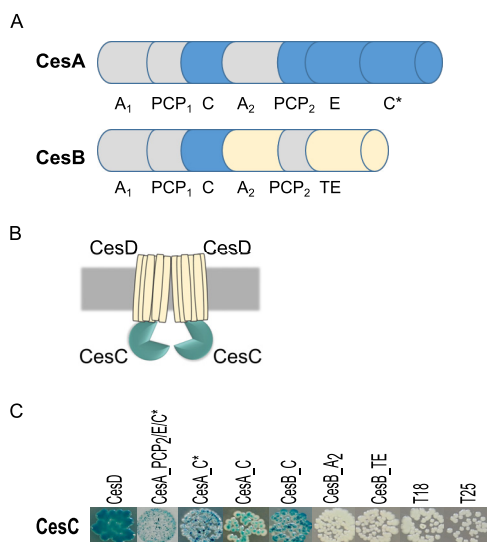 A
CesA
A₁ PCP₁ C A₂ PCP₂ E C*
CesB
A₁ PCP₁ C A₂ PCP₂ TE
B
CesD CesD
CesC CesC
C
CesD CesA_PCP₂/E/C* CesA_C* CesA_C CesB_C CesB_A₂ CesB_TE T18 T25
CesC